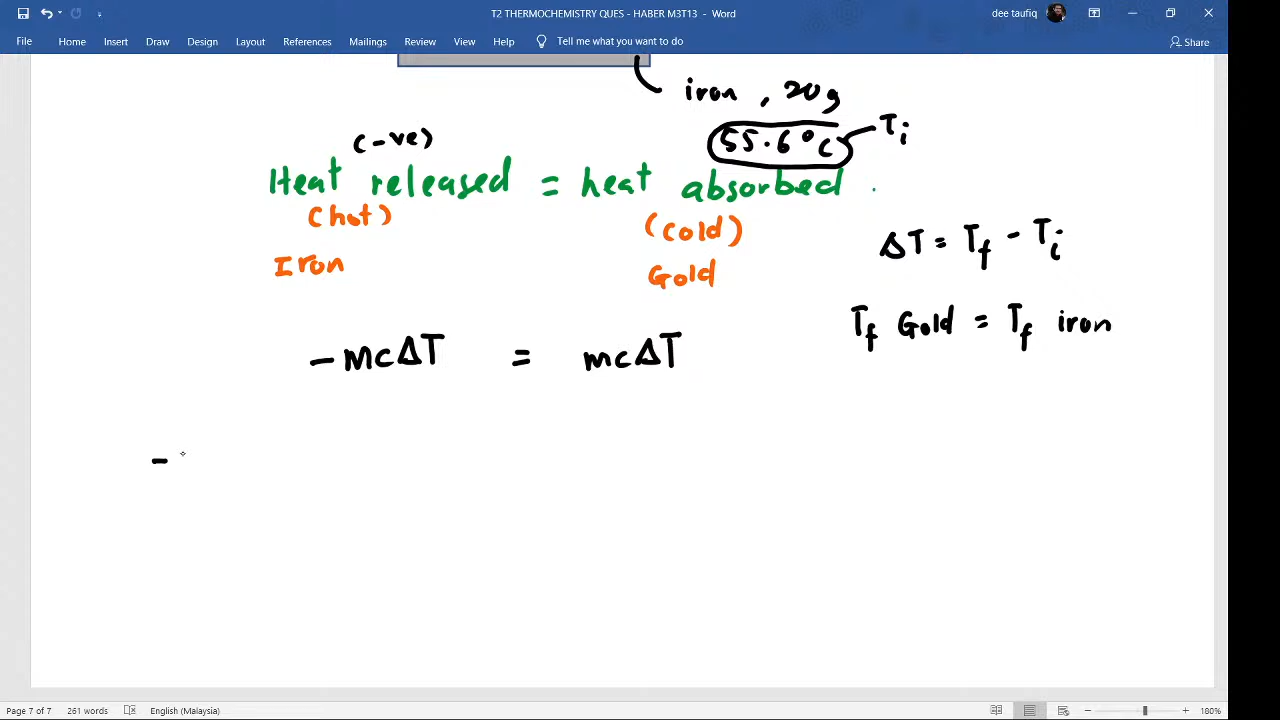 T2 THERMOCHEMISTRY QUES - HABER M3T13 - Word
dee taufiq
File Home Insert Draw Design Layout References Mailings Review View Help Tell me what you want to do
Share
iron , 20g
55.6°C Ti
(-ve)
Heat released = heat absorbed .
(hot) (cold)
Iron Gold
ΔT = Tf - Ti
Tf Gold = Tf iron
-mcΔT = mcΔT
-
Page 7 of 7 261 words English (Malaysia) 180%